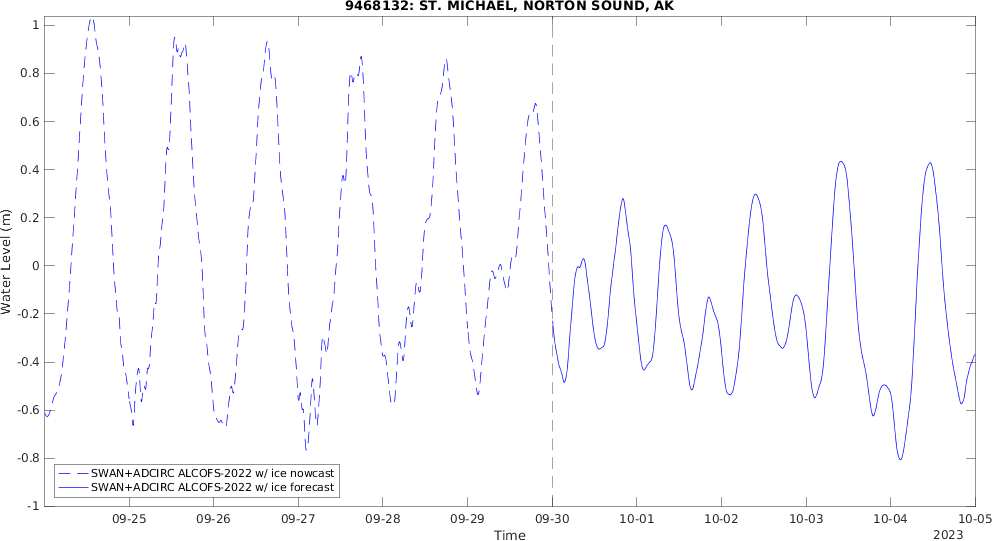 9468132: ST. MICHAEL, NORTON SOUND, AK
Water Level (m)
1
0.8
0.6
0.4
0.2
0
-0.2
-0.4
-0.6
-0.8
-1
SWAN+ADCIRC ALCOFS-2022 w/ ice nowcast
SWAN+ADCIRC ALCOFS-2022 w/ ice forecast
09-25 09-26 09-27 09-28 09-29 09-30 10-01 10-02 10-03 10-04 10-05
Time
2023